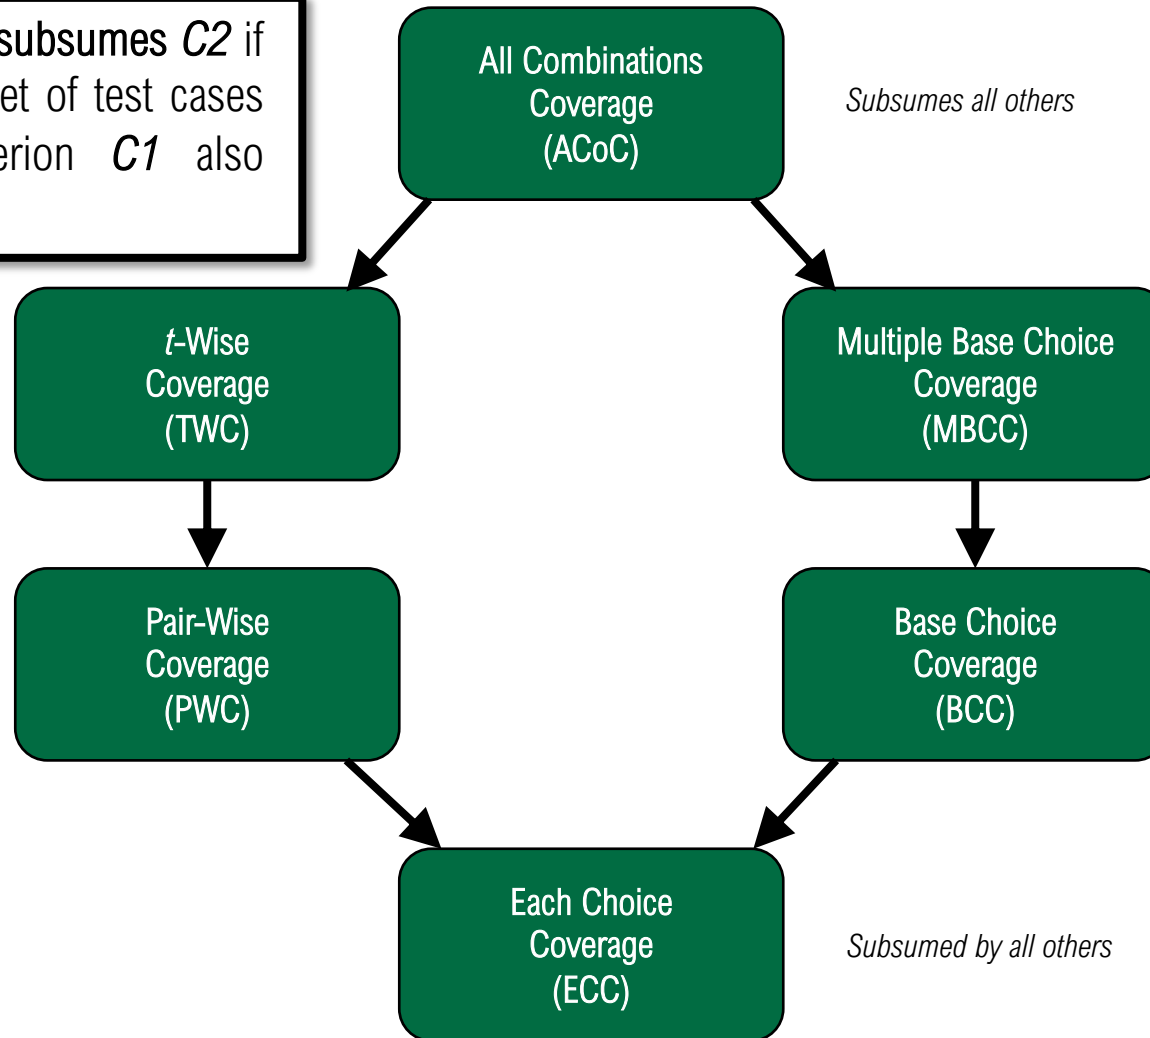 subsumes C2 if
et of test cases
erion C1 also
All Combinations
Coverage
(ACoC)
Subsumes all others
t-Wise
Coverage
(TWC)
Multiple Base Choice
Coverage
(MBCC)
Pair-Wise
Coverage
(PWC)
Base Choice
Coverage
(BCC)
Each Choice
Coverage
(ECC)
Subsumed by all others